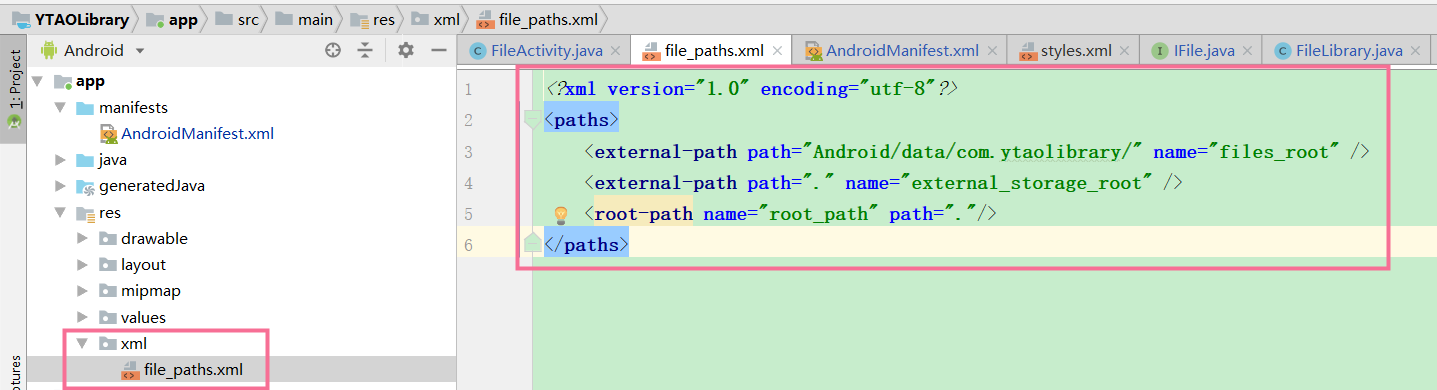 YTAOLibrary app src main res xml file_paths.xml
Android
FileActivity.java file_paths.xml AndroidManifest.xml styles.xml IFile.java FileLibrary.java
1: Project
app
manifests
AndroidManifest.xml
java
generatedJava
res
drawable
layout
mipmap
values
xml
file_paths.xml
ptures
1 <?xml version="1.0" encoding="utf-8"?>
2 <paths>
3 <external-path path="Android/data/com.ytaolibrary/" name="files_root" />
4 <external-path path="." name="external_storage_root" />
5 <root-path name="root_path" path="."/>
6 </paths>